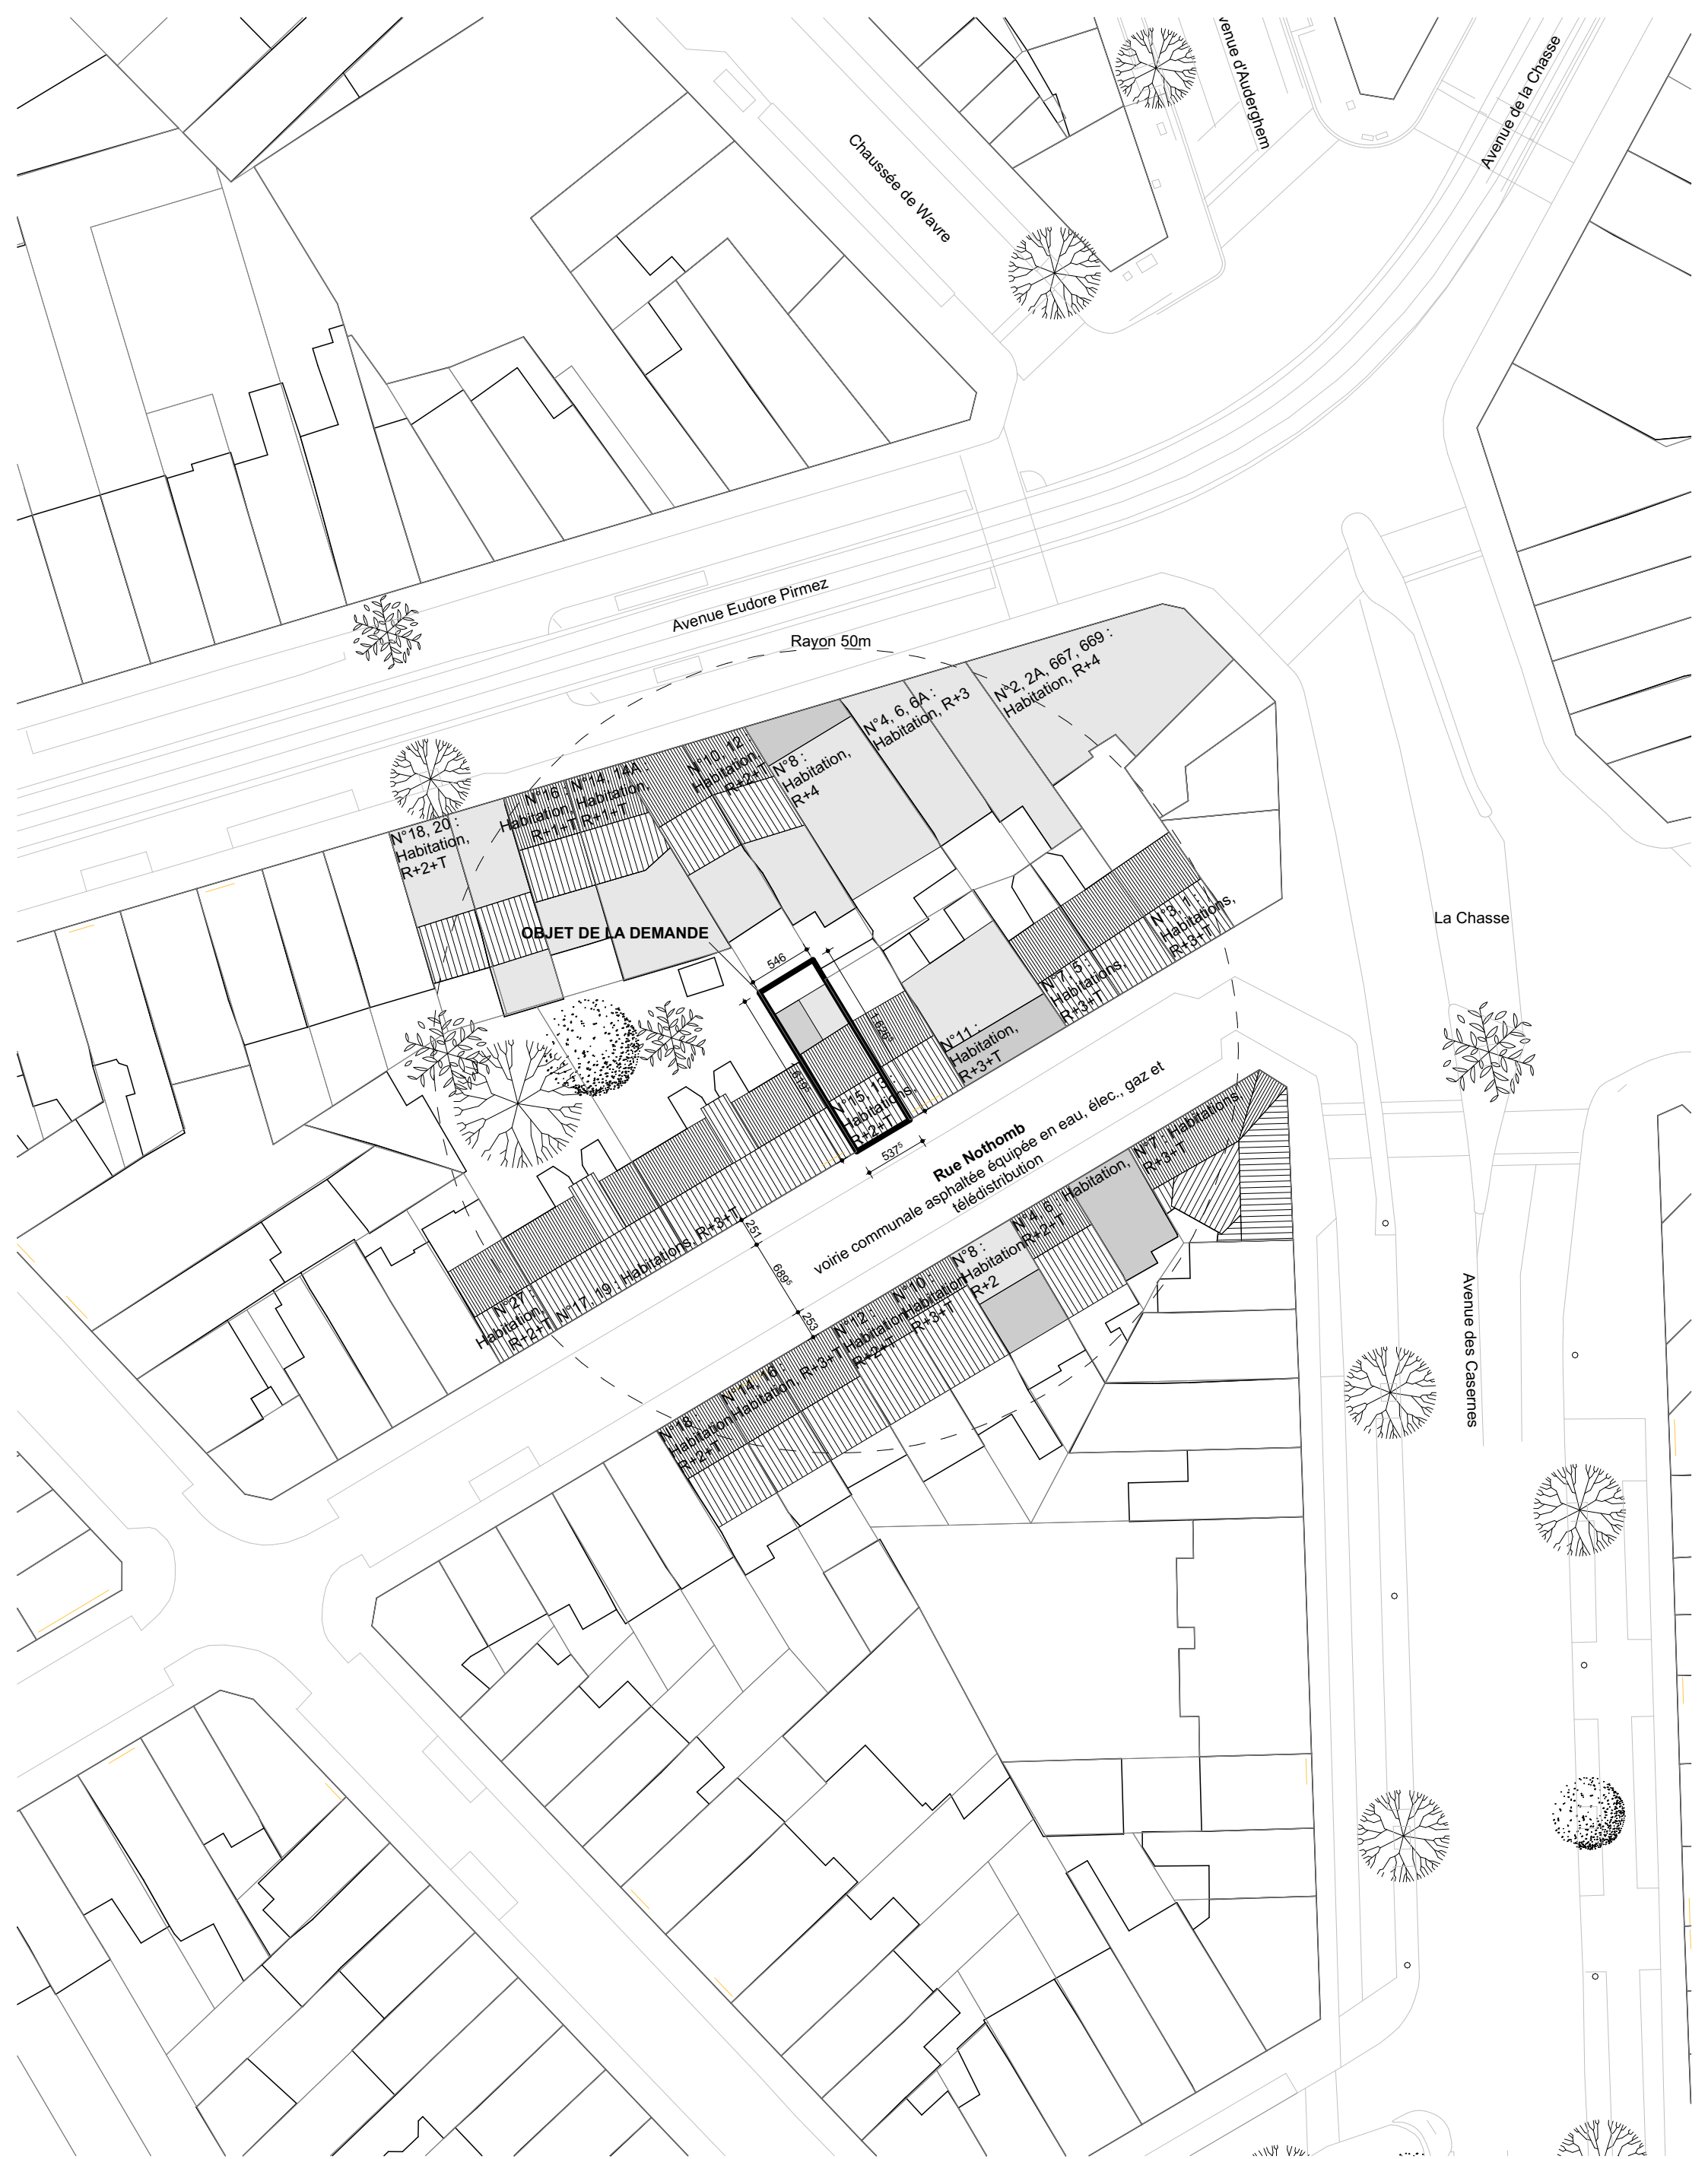 Avenue d'Auderghem
Avenue de la Chasse
Chaussée de Wavre
Avenue Eudore Pirmez
Rayon 50m
N°2, 2A, 667, 669 :
Habitation, R+4
N°4, 6, 6A :
Habitation, R+3
N°8 :
Habitation,
R+4
N°10, 12 :
Habitation,
R+2+T
N°14, 14A :
Habitation,
R+1+T
N°16 :
Habitation,
R+1+T
N°18, 20 :
Habitation,
R+2+T
OBJET DE LA DEMANDE
546
La Chasse
N°3, 1 :
Habitations,
R+3+T
N°7, 5 :
Habitations,
R+3+T
N°11 :
Habitation,
R+3+T
N°15, 13 :
Habitations,
R+2+T
537⁵
Rue Nothomb
voirie communale asphaltée équipée en eau, élec., gaz et
télédistribution
N°7 : Habitations,
R+3+T
N°4, 6 :
Habitation,
R+2+T
N°8 :
Habitation
R+2
N°10 :
Habitation
R+3+T
N°12 :
Habitation
R+2+T
N°14, 16 :
Habitation, R+3+T
N°18
Habitation
R+2+T
N°17, 19 : Habitations, R+3+T
N°27 :
Habitation,
R+2+T
251
689⁵
253
Avenue des Casernes